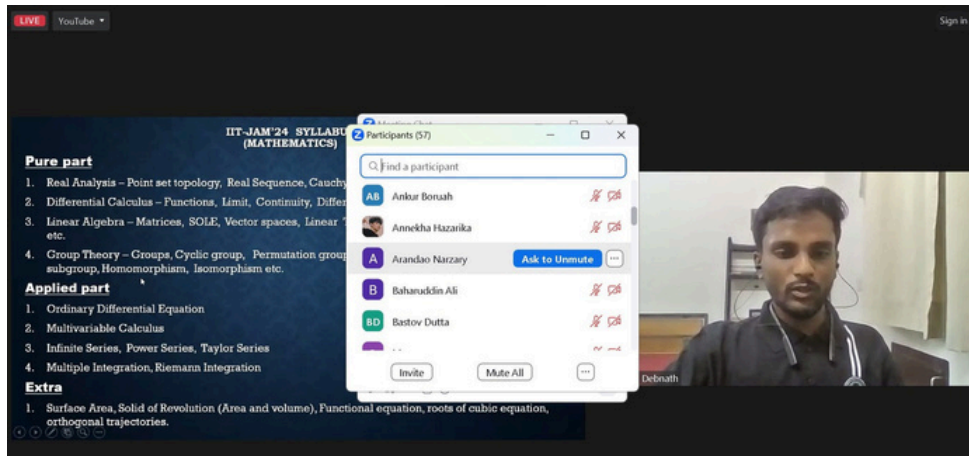 LIVE YouTube
Sign in
IIT-JAM'24 SYLLABU
(MATHEMATICS)
Pure part
1. Real Analysis – Point set topology, Real Sequence, Cauchy
2. Differential Calculus – Functions, Limit, Continuity, Differ
3. Linear Algebra – Matrices, SOLE, Vector spaces, Linear
etc.
4. Group Theory – Groups, Cyclic group, Permutation group
subgroup, Homomorphism, Isomorphism etc.
Applied part
1. Ordinary Differential Equation
2. Multivariable Calculus
3. Infinite Series, Power Series, Taylor Series
4. Multiple Integration, Riemann Integration
Extra
1. Surface Area, Solid of Revolution (Area and volume), Functional equation, roots of cubic equation,
orthogonal trajectories.
Participants (57)
Find a participant
AB Ankur Boruah
Annekha Hazarika
A Arandao Narzary Ask to Unmute
B Baharuddin Ali
BD Bastov Dutta
Invite Mute All
Debnath